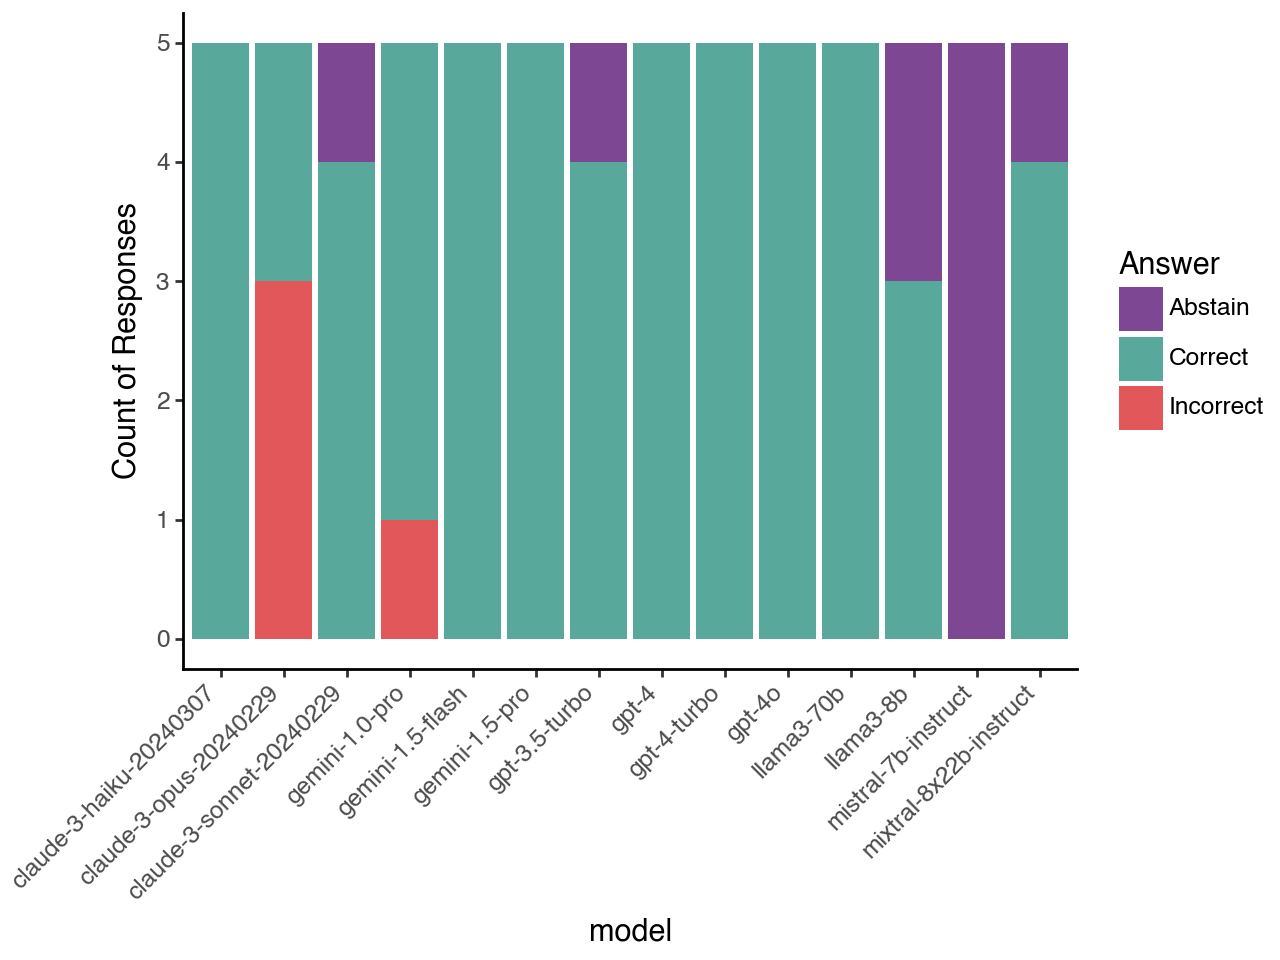 5
4
3
2
1
0
Count of Responses
claude-3-haiku-20240307
claude-3-opus-20240229
claude-3-sonnet-20240229
gemini-1.0-pro
gemini-1.5-flash
gemini-1.5-pro
gpt-3.5-turbo
gpt-4
gpt-4-turbo
gpt-4o
llama3-70b
llama3-8b
mistral-7b-instruct
mixtral-8x22b-instruct
model
Answer
Abstain
Correct
Incorrect